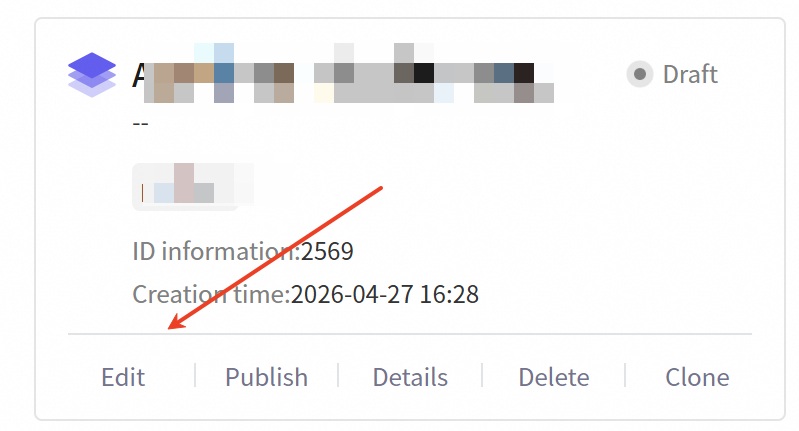 Draft
--
ID information:2569
Creation time:2026-04-27 16:28
Edit
Publish
Details
Delete
Clone